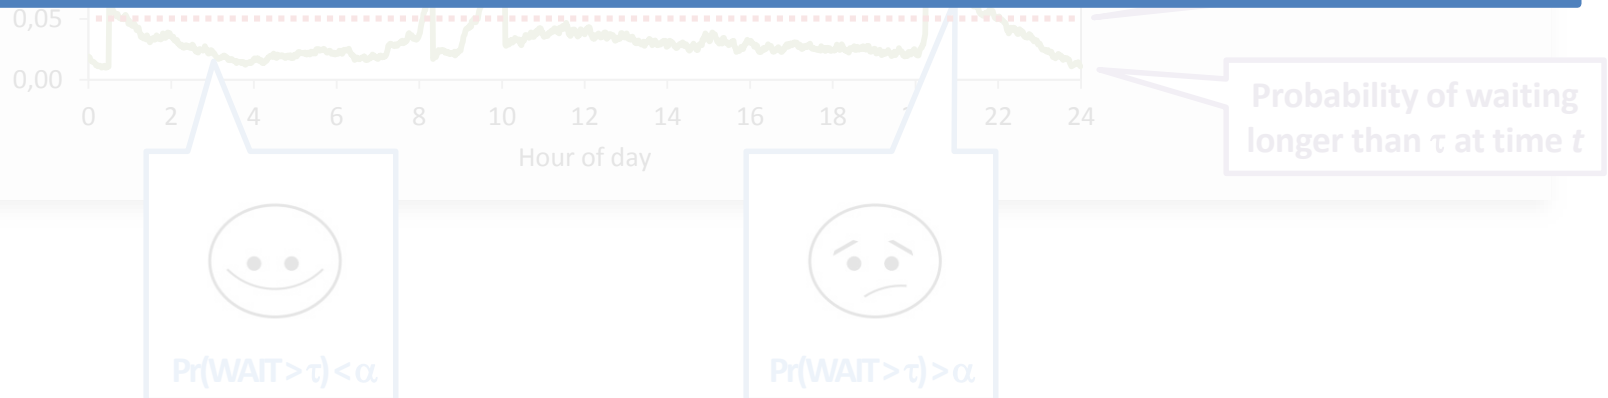 0,05
0,00
0 2 4 6 8 10 12 14 16 18 22 24
Hour of day
Probability of waiting
longer than τ at time t
Pr(WAIT > τ) < α
Pr(WAIT > τ) > α